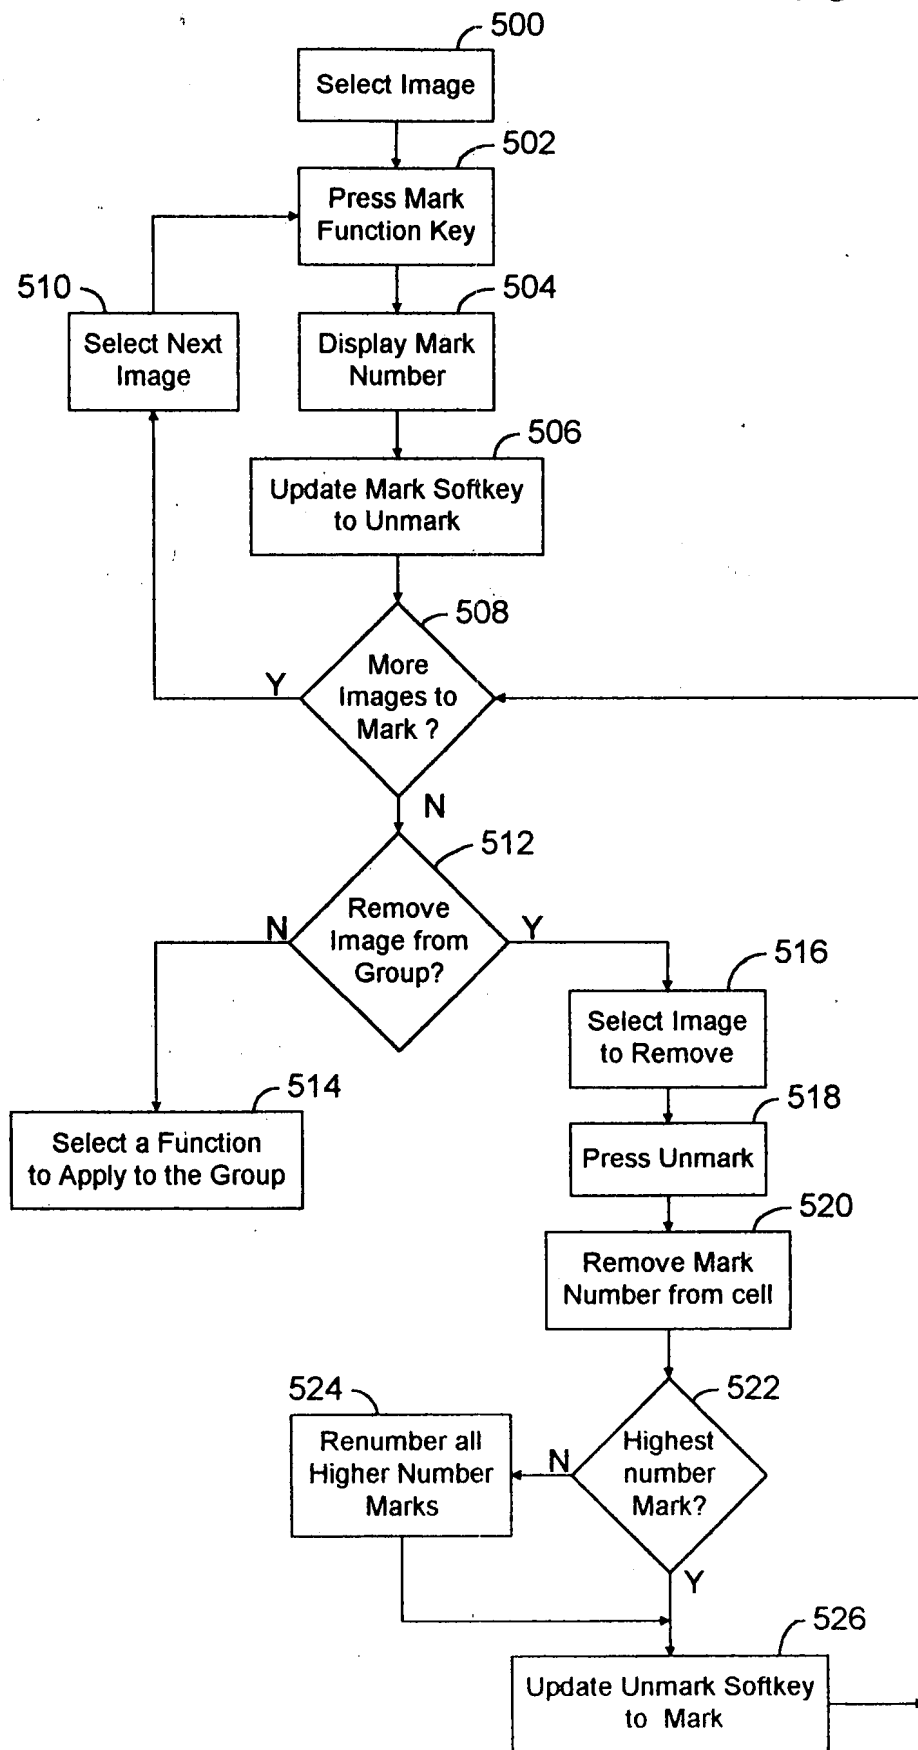 500
Select Image
502
Press Mark
Function Key
510
504
Select Next
Image
Display Mark
Number
506
Update Mark Softkey
to Unmark
508
More
Images to
Mark ?
Y
N
512
Remove
Image from
Group?
N
Y
516
Select Image
to Remove
514
Select a Function
to Apply to the Group
518
Press Unmark
520
Remove Mark
Number from cell
522
Highest
number
Mark?
524
Renumber all
Higher Number
Marks
N
Y
526
Update Unmark Softkey
to Mark